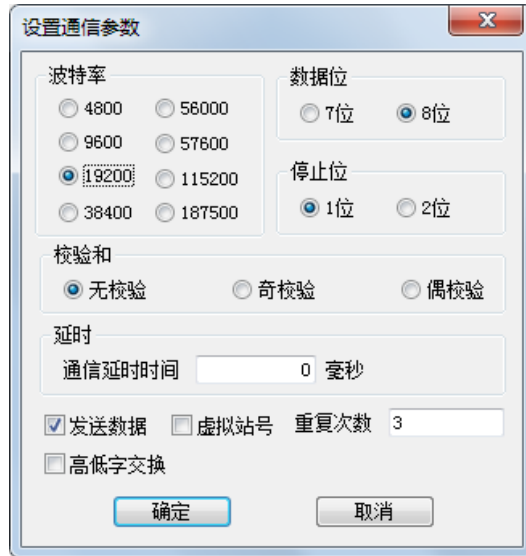 设置通信参数
波特率
4800 56000
9600 57600
19200 115200
38400 187500
数据位
7位 8位
停止位
1位 2位
校验和
无校验 奇校验 偶校验
延时
通信延时时间 0 毫秒
发送数据 虚拟站号 重复次数 3
高低字交换
确定 取消